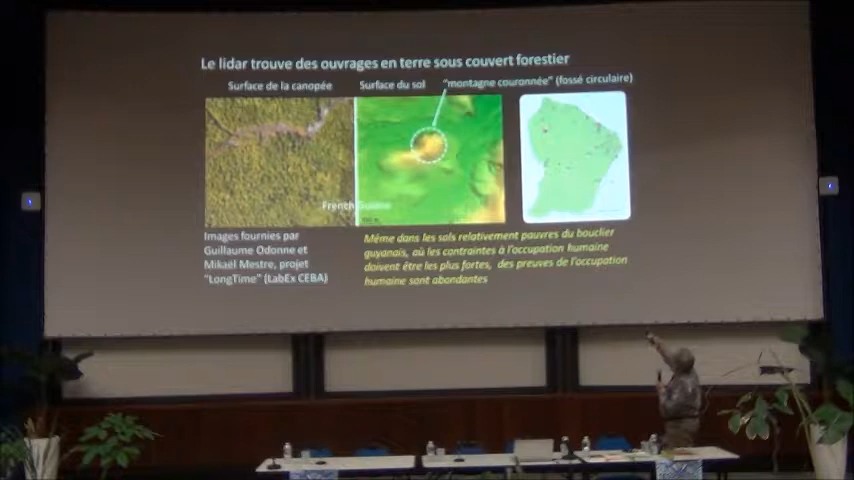 Le lidar trouve des ouvrages en terre sous couvert forestier
Surface de la canopée
Surface du sol
"montagne couronnée" (fossé circulaire)
French Guiana
Images fournies par
Guillaume Odonne et
Mikaël Mestre, projet
"LongTime" (LabEx CEBA)
Même dans les sols relativement pauvres du bouclier
guyanais, où les contraintes à l'occupation humaine
doivent être les plus fortes, des preuves de l'occupation
humaine sont abondantes